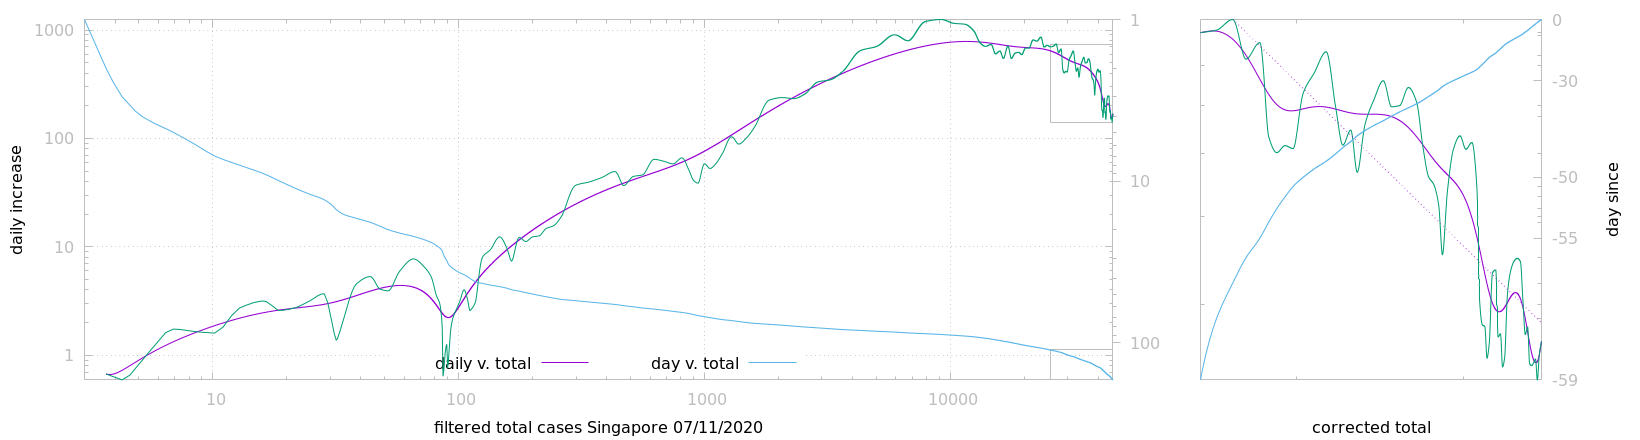 1000
100
10
1
daily increase
10
100
1000
10000
filtered total cases Singapore 07/11/2020
daily v. total
day v. total
1
10
100
0
-30
-50
-55
-59
day since
corrected total